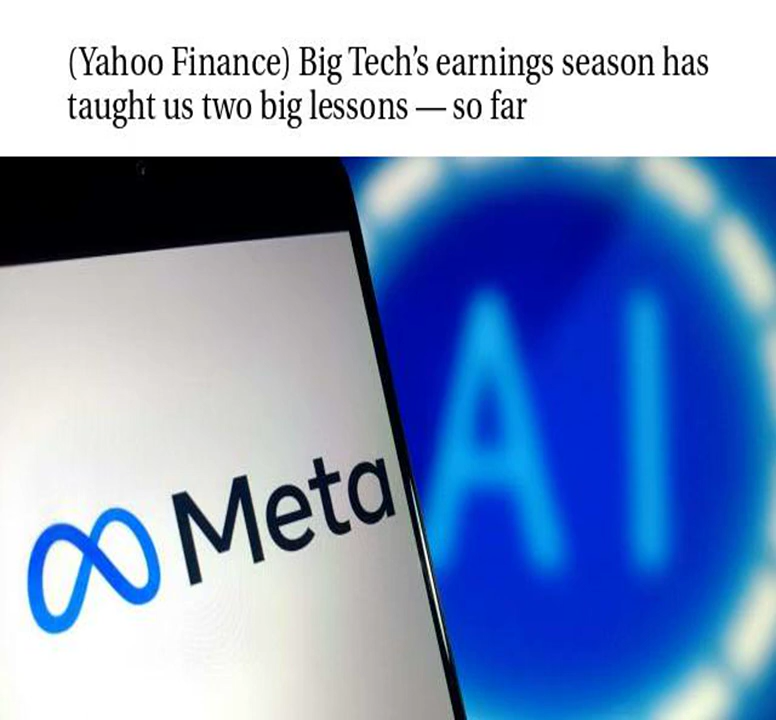 (Yahoo Finance) Big Tech’s earnings season has
taught us two big lessons — so far
Meta
AI